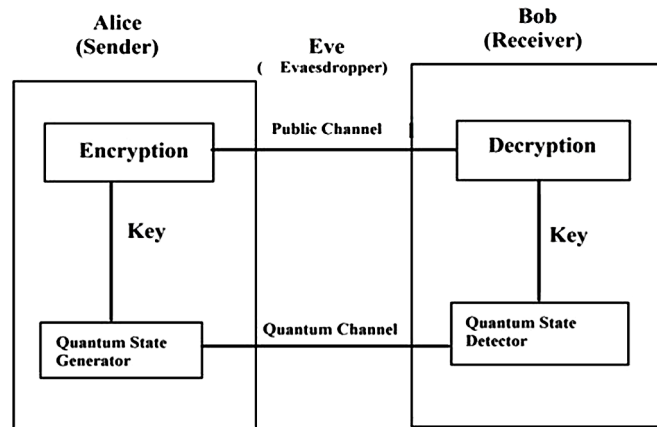 Alice
(Sender)
Eve
( Evaesdropper)
Bob
(Receiver)
Public Channel
Encryption
Decryption
Key
Key
Quantum Channel
Quantum State
Generator
Quantum State
Detector